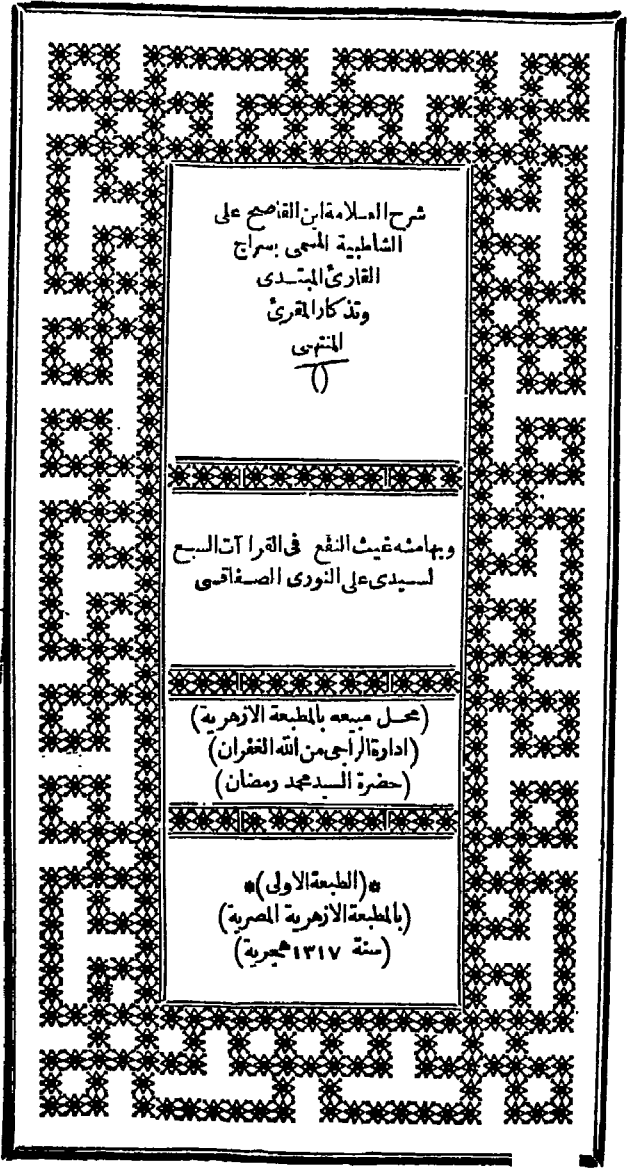 شرح العلامة ابن القاصح على
الشاطبية المسمى بسراج
القارئ المبتدى
وتذكار المقرئ
المنتهى
وبهامشه غيث النفع فى القراآت السبع
لسيدى على النورى الصفاقسى
(محل مبيعه بالمطبعة الازهرية)
(ادارة الراجى من الله الغفران)
(حضرة السيد محمد رمضان)
*(الطبعة الاولى)*
(بالمطبعة الازهرية المصرية)
(سنة ١٣١٧ هجرية)